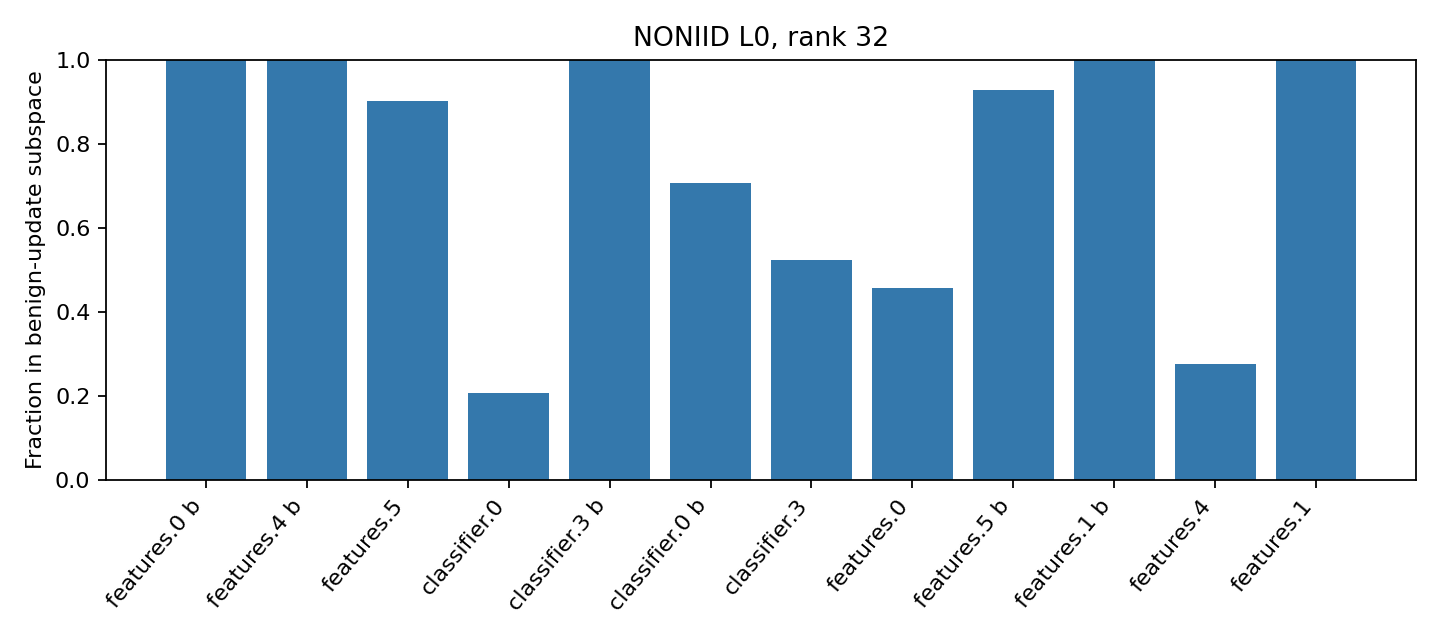 NONIID L0, rank 32
Fraction in benign-update subspace
1.0
0.8
0.6
0.4
0.2
0.0
features.0 b
features.4 b
features.5
classifier.0
classifier.3 b
classifier.0 b
classifier.3
features.0
features.5 b
features.1 b
features.4
features.1